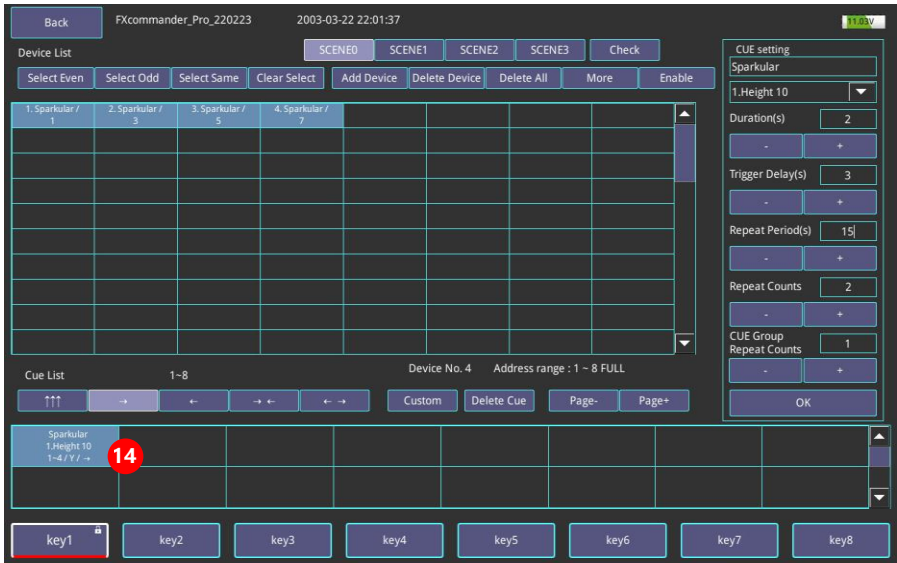 Back
FXcommander_Pro_220223
2003-03-22 22:01:37
11.03V
Device List
SCENE0
SCENE1
SCENE2
SCENE3
Check
Select Even
Select Odd
Select Same
Clear Select
Add Device
Delete Device
Delete All
More
Enable
1. Sparkular /
1
2. Sparkular /
3
3. Sparkular /
5
4. Sparkular /
7
CUE setting
Sparkular
1.Height 10
Duration(s)
2
-
+
Trigger Delay(s)
3
-
+
Repeat Period(s)
15
-
+
Repeat Counts
2
-
+
CUE Group
Repeat Counts
1
-
+
OK
Cue List
1~8
Device No. 4
Address range : 1 ~ 8 FULL
↑↑↑
→
←
→ ←
← →
Custom
Delete Cue
Page-
Page+
Sparkular
1.Height 10
1~4 / Y / →
14
key1
key2
key3
key4
key5
key6
key7
key8